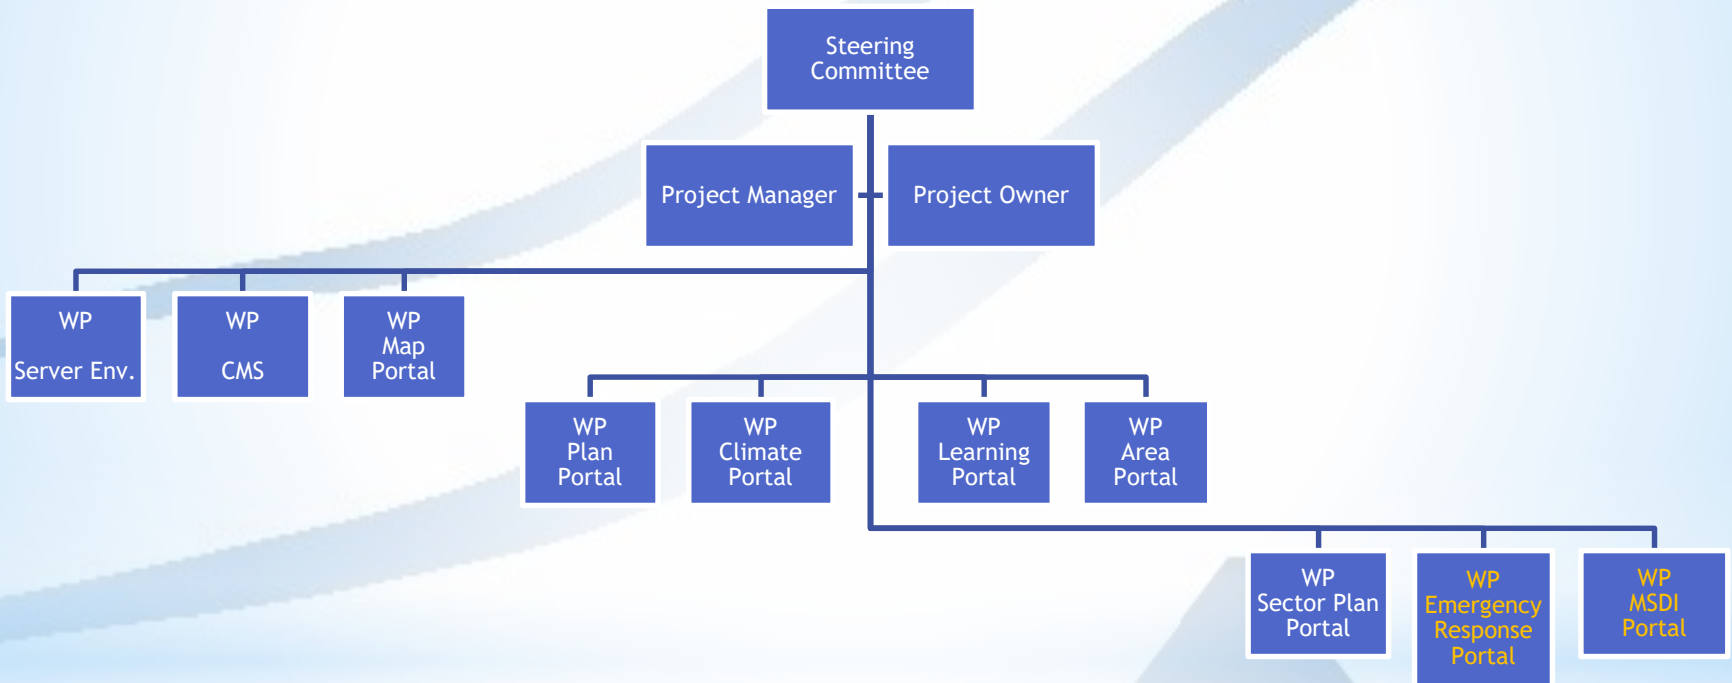 Steering
Committee
Project Manager
Project Owner
WP
Server Env.
WP
CMS
WP
Map
Portal
WP
Plan
Portal
WP
Climate
Portal
WP
Learning
Portal
WP
Area
Portal
WP
Sector Plan
Portal
WP
Emergency
Response
Portal
WP
MSDI
Portal